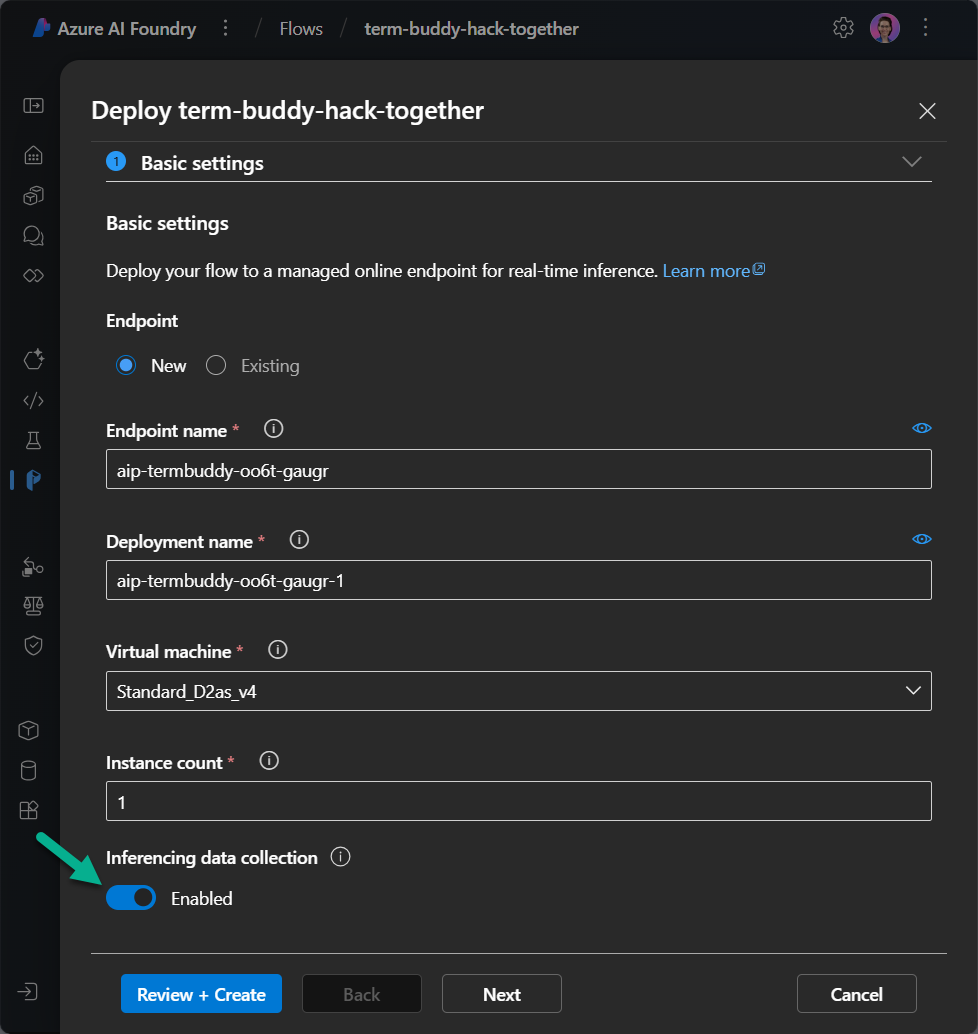 Azure AI Foundry / Flows / term-buddy-hack-together
Deploy term-buddy-hack-together
1 Basic settings
Basic settings
Deploy your flow to a managed online endpoint for real-time inference. Learn more
Endpoint
New Existing
Endpoint name *
aip-termbuddy-oo6t-gaugr
Deployment name *
aip-termbuddy-oo6t-gaugr-1
Virtual machine *
Standard_D2as_v4
Instance count *
1
Inferencing data collection
Enabled
Review + Create Back Next Cancel